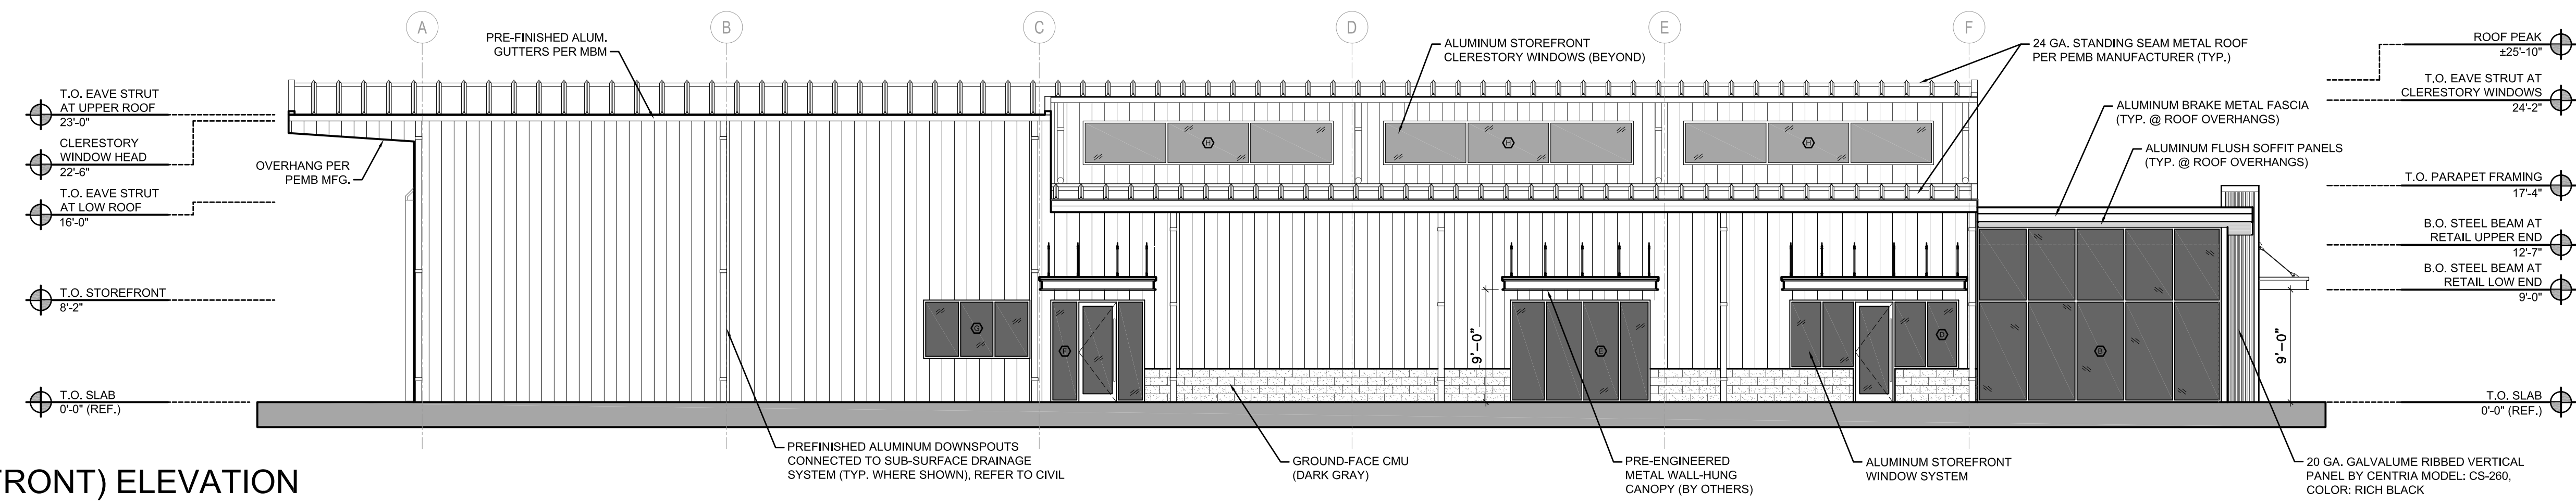 A
B
C
D
E
F
PRE-FINISHED ALUM.
GUTTERS PER MBM
ALUMINUM STOREFRONT
CLERESTORY WINDOWS (BEYOND)
24 GA. STANDING SEAM METAL ROOF
PER PEMB MANUFACTURER (TYP.)
ROOF PEAK
±25'-10"
T.O. EAVE STRUT AT
CLERESTORY WINDOWS
24'-2"
T.O. EAVE STRUT
AT UPPER ROOF
23'-0"
CLERESTORY
WINDOW HEAD
22'-6"
T.O. EAVE STRUT
AT LOW ROOF
16'-0"
T.O. STOREFRONT
8'-2"
T.O. SLAB
0'-0" (REF.)
OVERHANG PER
PEMB MFG.
ALUMINUM BRAKE METAL FASCIA
(TYP. @ ROOF OVERHANGS)
ALUMINUM FLUSH SOFFIT PANELS
(TYP. @ ROOF OVERHANGS)
T.O. PARAPET FRAMING
17'-4"
B.O. STEEL BEAM AT
RETAIL UPPER END
12'-7"
B.O. STEEL BEAM AT
RETAIL LOW END
9'-0"
T.O. SLAB
0'-0" (REF.)
H
H
H
G
F
E
D
B
9'-0"
9'-0"
PREFINISHED ALUMINUM DOWNSPOUTS
CONNECTED TO SUB-SURFACE DRAINAGE
SYSTEM (TYP. WHERE SHOWN), REFER TO CIVIL
GROUND-FACE CMU
(DARK GRAY)
PRE-ENGINEERED
METAL WALL-HUNG
CANOPY (BY OTHERS)
ALUMINUM STOREFRONT
WINDOW SYSTEM
20 GA. GALVALUME RIBBED VERTICAL
PANEL BY CENTRIA MODEL: CS-260,
COLOR: RICH BLACK
FRONT) ELEVATION